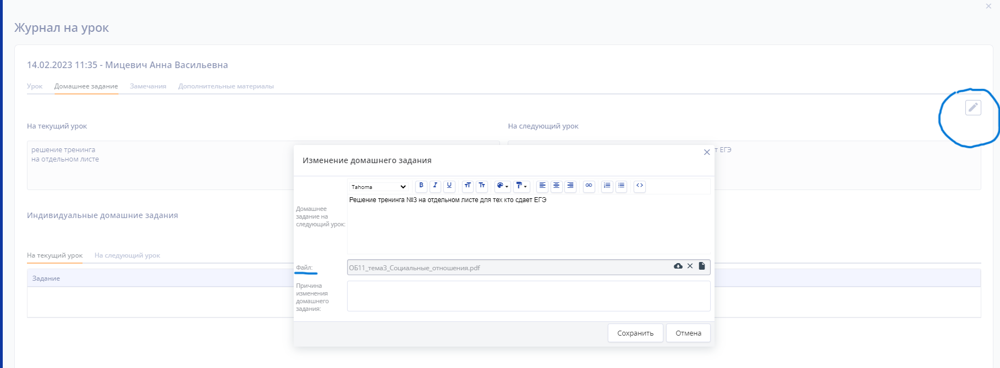 Журнал на урок
14.02.2023 11:35 - Мицевич Анна Васильевна
Урок Домашнее задание Замечания Дополнительные материалы
На текущий урок
На следующий урок
решение тренинга
на отдельном листе
т ЕГЭ
Изменение домашнего задания
Tahoma
B I U тT Tт
Домашнее
задание на
следующий урок:
Решение тренинга №3 на отдельном листе для тех кто сдает ЕГЭ
Файл:
ОБ11_тема3_Социальные_отношения.pdf
Причина
изменения
домашнего
задания:
Сохранить Отмена
Индивидуальные домашние задания
На текущий урок На следующий урок
Задание